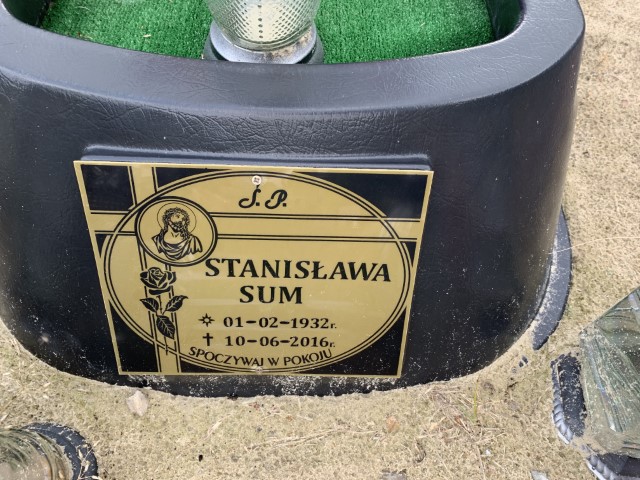 Ś.P.
STANISŁAWA
SUM
01-02-1932r.
10-06-2016r.
SPOCZYWAJ W POKOJU